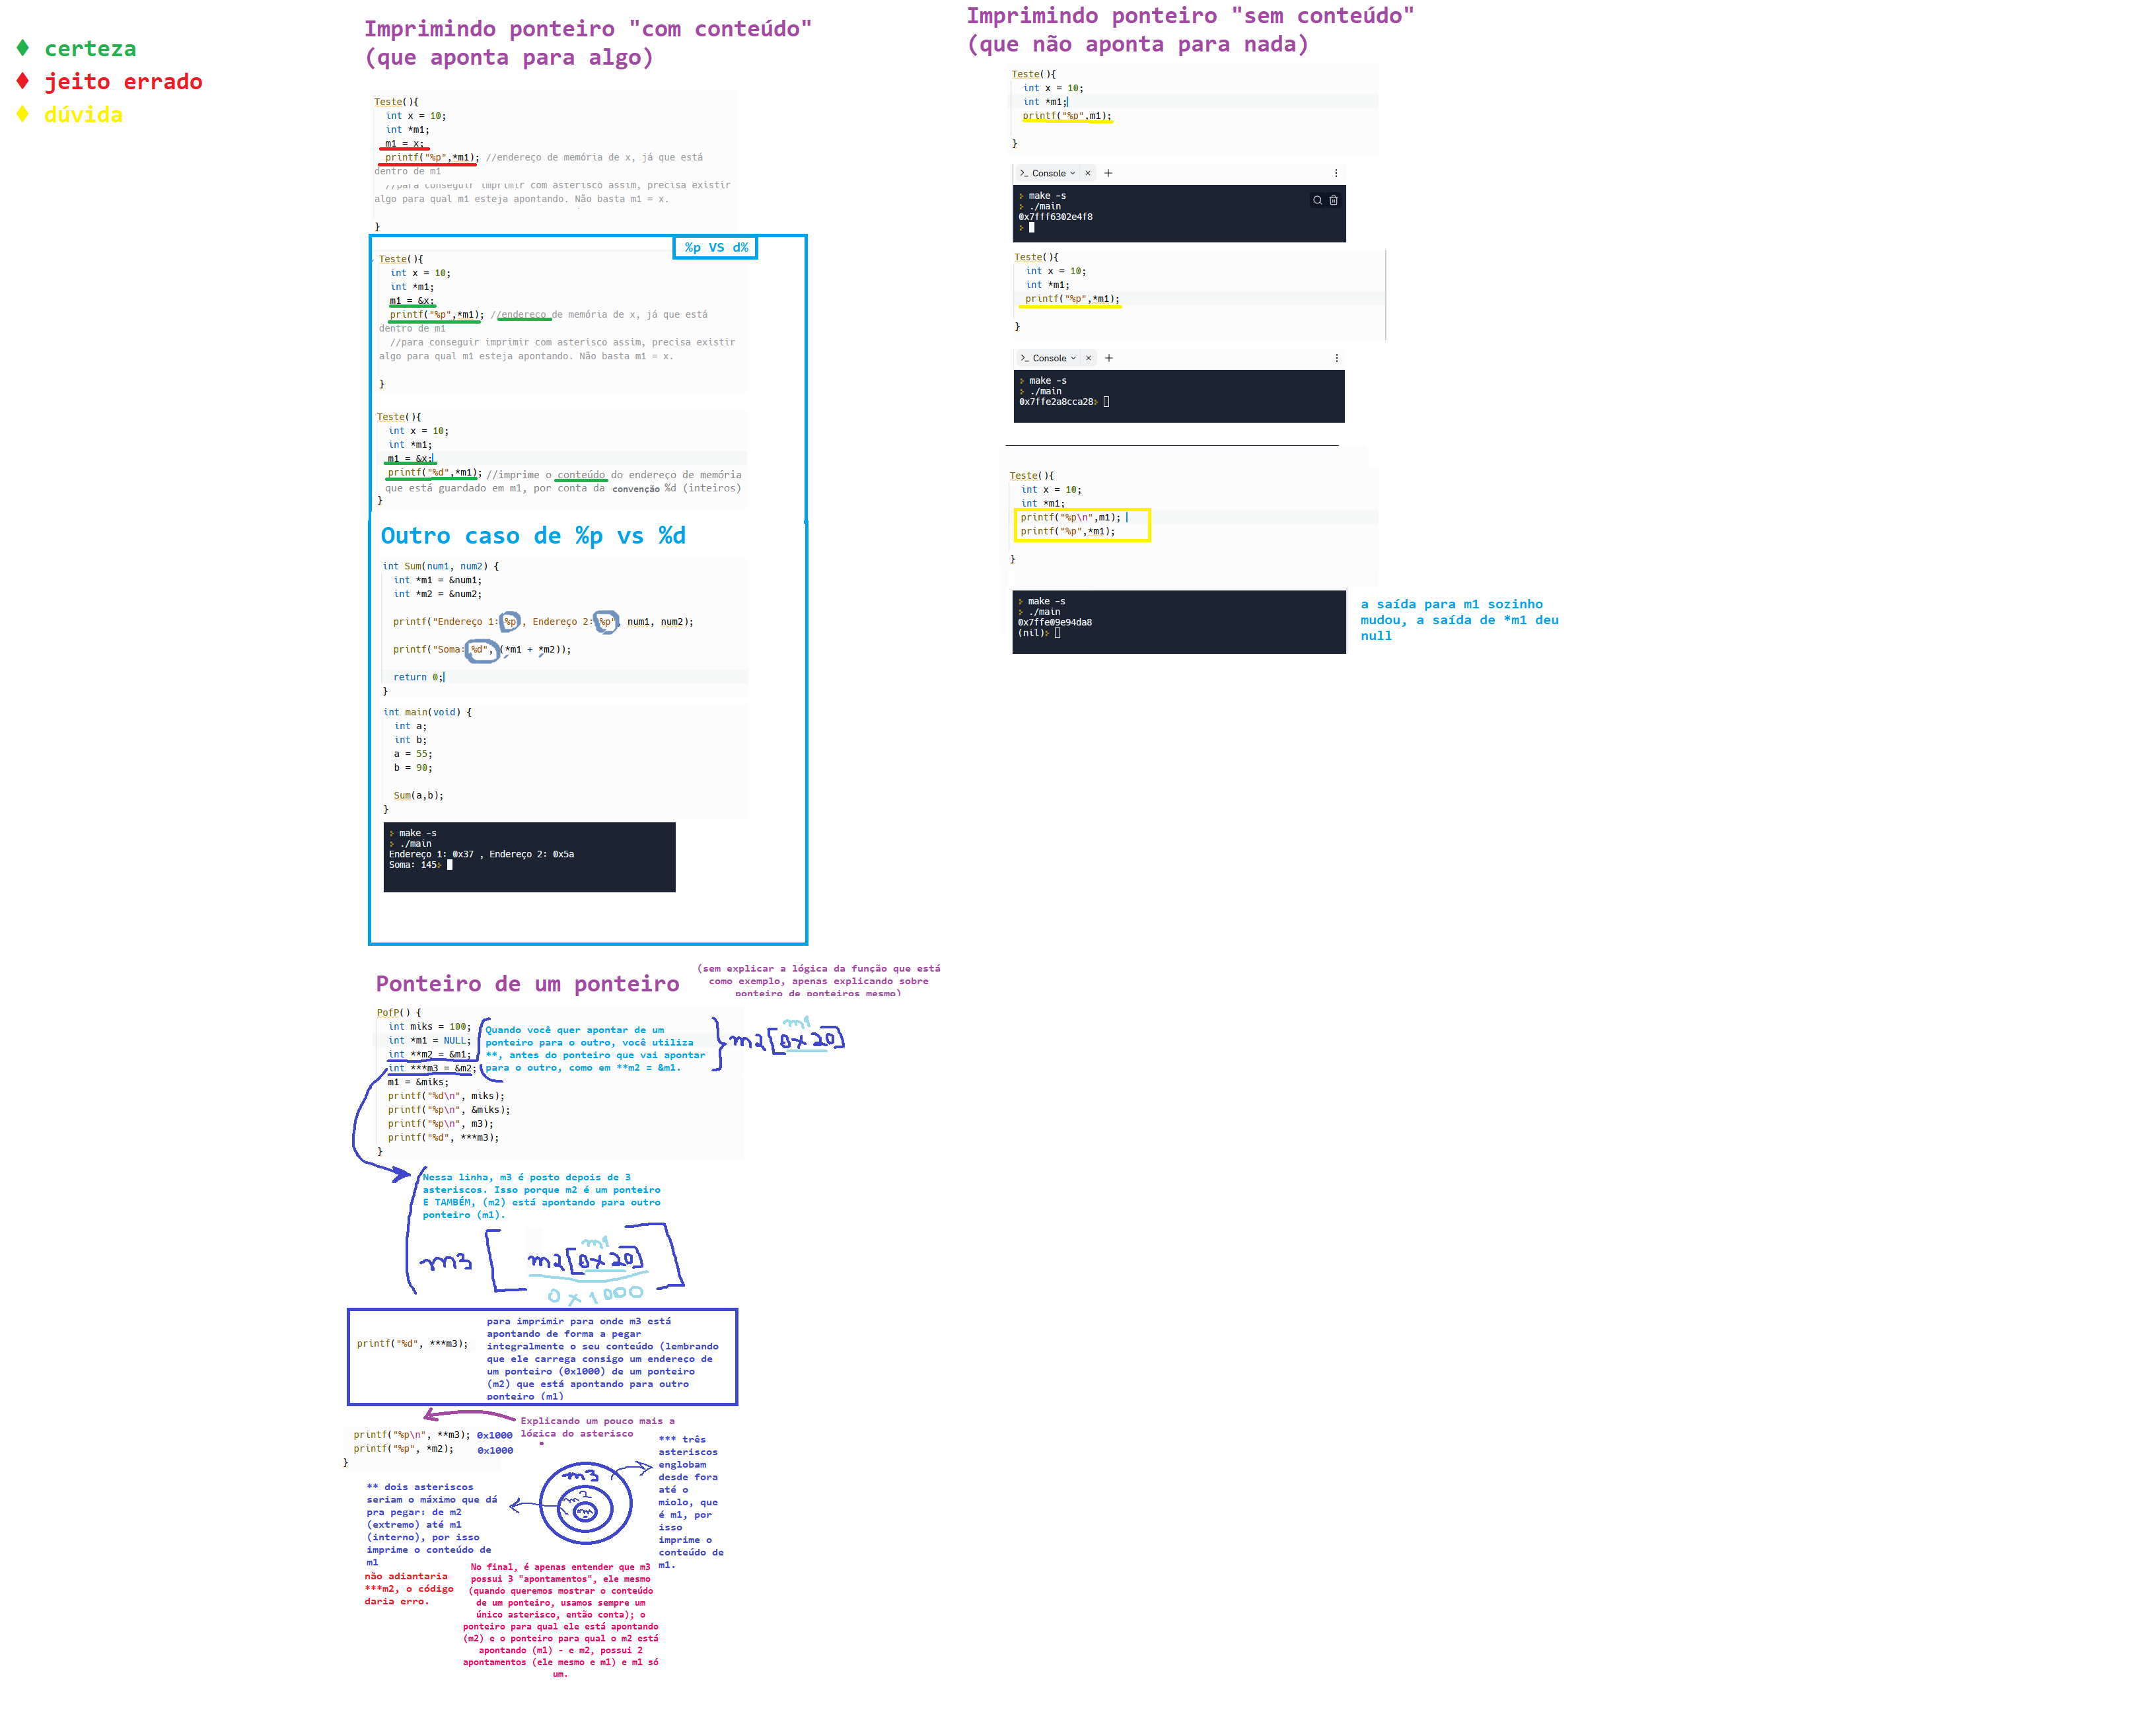 ♦ certeza
♦ jeito errado
♦ dúvida
Imprimindo ponteiro "com conteúdo"
(que aponta para algo)
Teste(){
int x = 10;
int *m1;
m1 = x;
printf("%p",*m1); //endereço de memória de x, já que está
dentro de m1
//para conseguir imprimir com asterisco assim, precisa existir
algo para qual m1 esteja apontando. Não basta m1 = x.
}
%p VS d%
Teste(){
int x = 10;
int *m1;
m1 = &x;
printf("%p",*m1); //endereço de memória de x, já que está
dentro de m1
//para conseguir imprimir com asterisco assim, precisa existir
algo para qual m1 esteja apontando. Não basta m1 = x.
}
Teste(){
int x = 10;
int *m1;
m1 = &x;
printf("%d",*m1); //imprime o conteúdo do endereço de memória
que está guardado em m1, por conta da convenção %d (inteiros)
}
Outro caso de %p vs %d
int Sum(num1, num2) {
int *m1 = &num1;
int *m2 = &num2;
printf("Endereço 1: %p , Endereço 2: %p", num1, num2);
printf("Soma: %d", (*m1 + *m2));
return 0;
}
int main(void) {
int a;
int b;
a = 55;
b = 90;
Sum(a,b);
}
make -s
./main
Endereço 1: 0x37 , Endereço 2: 0x5a
Soma: 145
Ponteiro de um ponteiro
(sem explicar a lógica da função que está
como exemplo, apenas explicando sobre
ponteiro de ponteiros mesmo)
PofP() {
int miks = 100;
int *m1 = NULL;
int **m2 = &m1;
int ***m3 = &m2;
m1 = &miks;
printf("%d\n", miks);
printf("%p\n", &miks);
printf("%p\n", m3);
printf("%d", ***m3);
}
Quando você quer apontar de um
ponteiro para o outro, você utiliza
**, antes do ponteiro que vai apontar
para o outro, como em **m2 = &m1.
m1
m2[0x20]
Nessa linha, m3 é posto depois de 3
asteriscos. Isso porque m2 é um ponteiro
E TAMBÉM, (m2) está apontando para outro
ponteiro (m1).
m1
m3 [ m2[0x20] ]
0x1000
printf("%d", ***m3);
para imprimir para onde m3 está
apontando de forma a pegar
integralmente o seu conteúdo (lembrando
que ele carrega consigo um endereço de
um ponteiro (0x1000) de um ponteiro
(m2) que está apontando para outro
ponteiro (m1)
Explicando um pouco mais a
lógica do asterisco
printf("%p\n", **m3); 0x1000
printf("%p", *m2); 0x1000
}
** dois asteriscos
seriam o máximo que dá
pra pegar: de m2
(extremo) até m1
(interno), por isso
imprime o conteúdo de
m1
não adiantaria
***m2, o código
daria erro.
m3
*** três
asteriscos
englobam
desde fora
até o
miolo, que
é m1, por
isso
imprime o
conteúdo de
m1.
No final, é apenas entender que m3
possui 3 "apontamentos", ele mesmo
(quando queremos mostrar o conteúdo
de um ponteiro, usamos sempre um
único asterisco, então conta); o
ponteiro para qual ele está apontando
(m2) e o ponteiro para qual o m2 está
apontando (m1) - e m2, possui 2
apontamentos (ele mesmo e m1) e m1 só
um.
Imprimindo ponteiro "sem conteúdo"
(que não aponta para nada)
Teste(){
int x = 10;
int *m1;
printf("%p",m1);
}
>_ Console × +
make -s
./main
0x7fff6302e4f8
Teste(){
int x = 10;
int *m1;
printf("%p",*m1);
}
>_ Console × +
make -s
./main
0x7ffe2a8cca28
Teste(){
int x = 10;
int *m1;
printf("%p\n",m1);
printf("%p",*m1);
}
make -s
./main
0x7ffe09e94da8
(nil)
a saída para m1 sozinho
mudou, a saída de *m1 deu
null